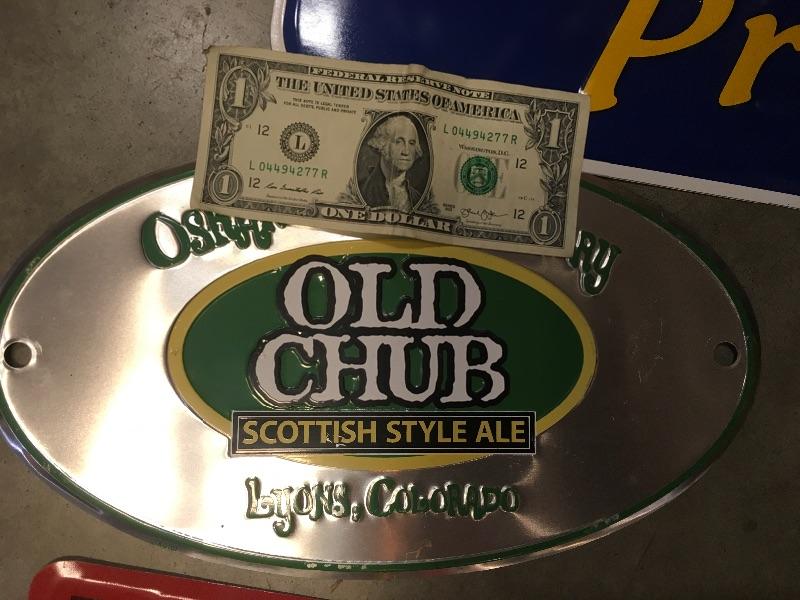 Pr
FEDERAL RESERVE NOTE
THE UNITED STATES OF AMERICA
THIS NOTE IS LEGAL TENDER
FOR ALL DEBTS, PUBLIC AND PRIVATE
L 04494277 R
WASHINGTON, D.C.
12
12
L
L 04494277 R
12
12
1
1
1
1
ONE DOLLAR
OLD
CHUB
SCOTTISH STYLE ALE
LYONS, COLORADO